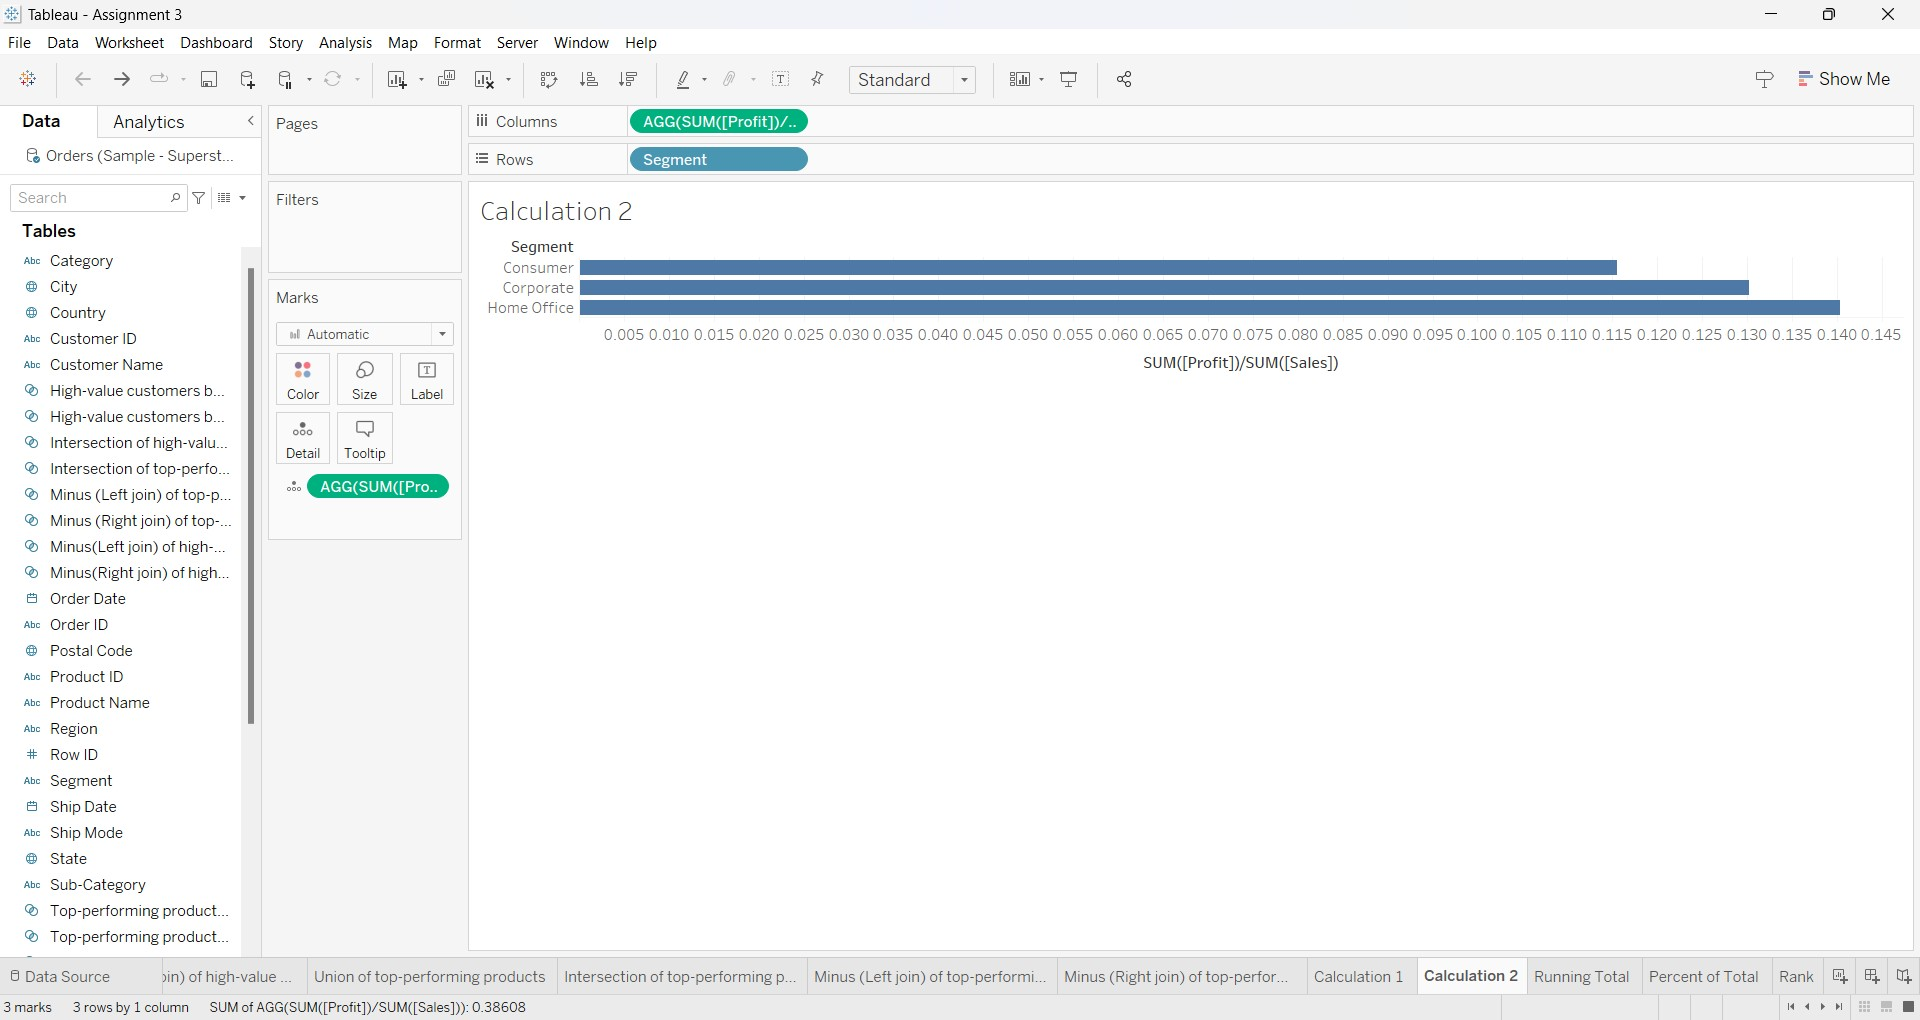 Tableau - Assignment 3
File Data Worksheet Dashboard Story Analysis Map Format Server Window Help
Standard
Show Me
Data
Analytics
Orders (Sample - Superst...
Search
Tables
Abc Category
City
Country
Abc Customer ID
Abc Customer Name
High-value customers b...
High-value customers b...
Intersection of high-valu...
Intersection of top-perfo...
Minus (Left join) of top-p...
Minus (Right join) of top-...
Minus(Left join) of high-...
Minus(Right join) of high...
Order Date
Abc Order ID
Postal Code
Abc Product ID
Abc Product Name
Abc Region
# Row ID
Abc Segment
Ship Date
Abc Ship Mode
State
Abc Sub-Category
Top-performing product...
Top-performing product...
Pages
Filters
Marks
Automatic
Color Size Label
Detail Tooltip
AGG(SUM([Pro..
Columns AGG(SUM([Profit])/..
Rows Segment
Calculation 2
Segment
Consumer
Corporate
Home Office
0.005 0.010 0.015 0.020 0.025 0.030 0.035 0.040 0.045 0.050 0.055 0.060 0.065 0.070 0.075 0.080 0.085 0.090 0.095 0.100 0.105 0.110 0.115 0.120 0.125 0.130 0.135 0.140 0.145
SUM([Profit])/SUM([Sales])
Data Source oin) of high-value ... Union of top-performing products Intersection of top-performing p... Minus (Left join) of top-performi... Minus (Right join) of top-perfor... Calculation 1 Calculation 2 Running Total Percent of Total Rank
3 marks 3 rows by 1 column SUM of AGG(SUM([Profit])/SUM([Sales])): 0.38608